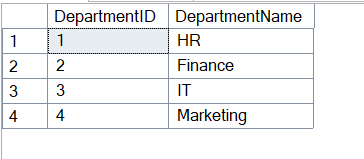 DepartmentID DepartmentName
1 1 HR
2 2 Finance
3 3 IT
4 4 Marketing